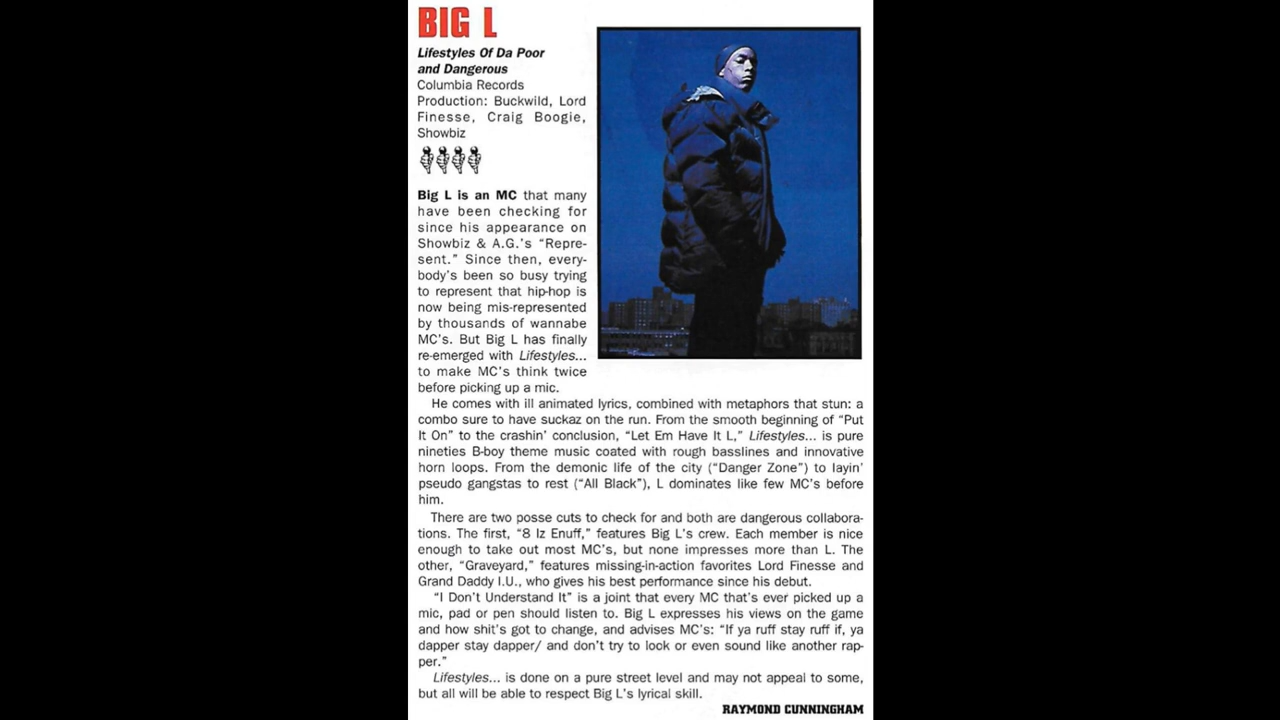 BIG L
Lifestyles Of Da Poor
and Dangerous
Columbia Records
Production: Buckwild, Lord
Finesse, Craig Boogie,
Showbiz
Big L is an MC that many
have been checking for
since his appearance on
Showbiz & A.G.'s “Repre-
sent.” Since then, every-
body's been so busy trying
to represent that hip-hop is
now being mis-represented
by thousands of wannabe
MC's. But Big L has finally
re-emerged with Lifestyles...
to make MC's think twice
before picking up a mic.
He comes with ill animated lyrics, combined with metaphors that stun: a
combo sure to have suckaz on the run. From the smooth beginning of “Put
It On” to the crashin' conclusion, “Let Em Have It L,” Lifestyles... is pure
nineties B-boy theme music coated with rough basslines and innovative
horn loops. From the demonic life of the city (“Danger Zone”) to layin'
pseudo gangstas to rest (“All Black”), L dominates like few MC's before
him.
There are two posse cuts to check for and both are dangerous collabora-
tions. The first, “8 Iz Enuff,” features Big L's crew. Each member is nice
enough to take out most MC's, but none impresses more than L. The
other, “Graveyard,” features missing-in-action favorites Lord Finesse and
Grand Daddy I.U., who gives his best performance since his debut.
“I Don't Understand It” is a joint that every MC that's ever picked up a
mic, pad or pen should listen to. Big L expresses his views on the game
and how shit's got to change, and advises MC's: “If ya ruff stay ruff if, ya
dapper stay dapper/ and don't try to look or even sound like another rap-
per.”
Lifestyles... is done on a pure street level and may not appeal to some,
but all will be able to respect Big L's lyrical skill.
RAYMOND CUNNINGHAM